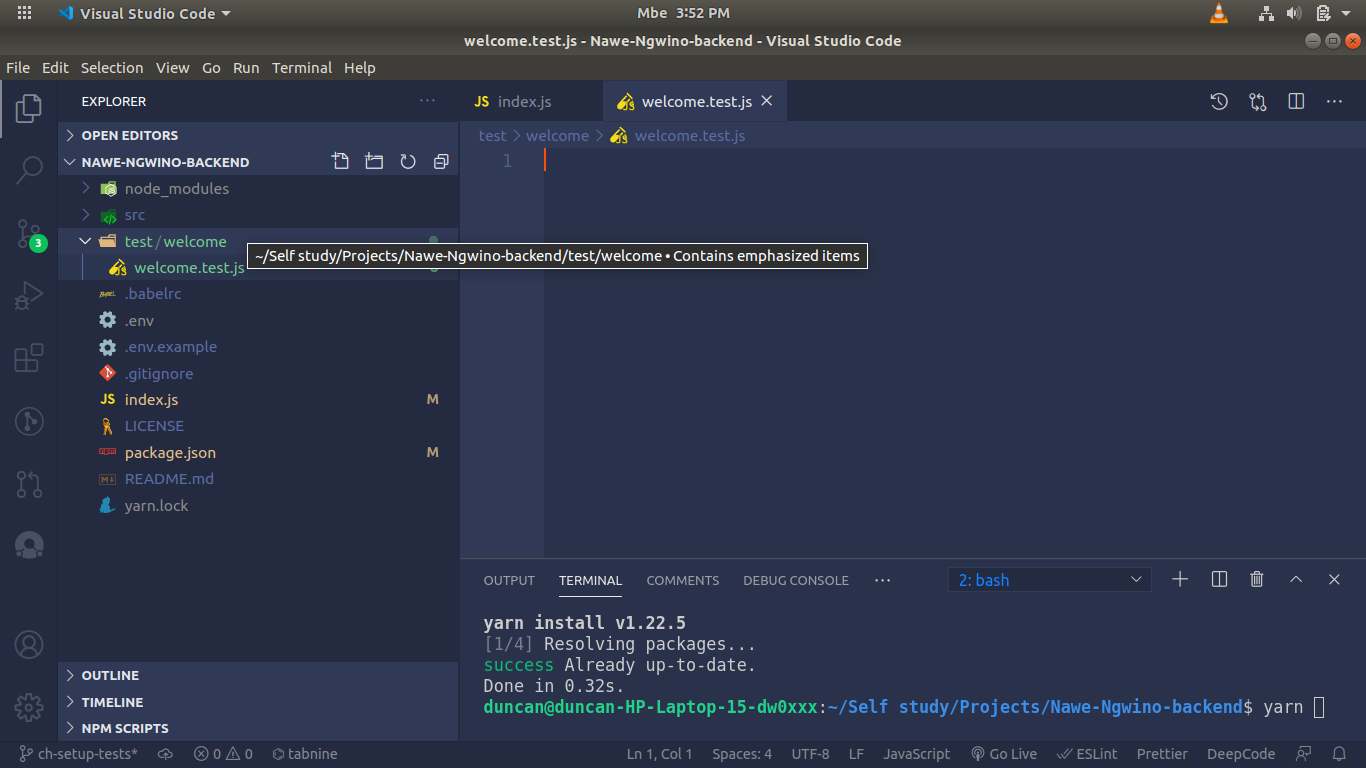 Visual Studio Code
Mbe 3:52 PM
welcome.test.js - Nawe-Ngwino-backend - Visual Studio Code
File Edit Selection View Go Run Terminal Help
EXPLORER
JS index.js
welcome.test.js
OPEN EDITORS
test > welcome > welcome.test.js
NAWE-NGWINO-BACKEND
1
node_modules
src
test/welcome
~/Self study/Projects/Nawe-Ngwino-backend/test/welcome • Contains emphasized items
welcome.test.js
.babelrc
.env
.env.example
.gitignore
JS index.js M
LICENSE
package.json M
README.md
yarn.lock
3
OUTLINE
TIMELINE
NPM SCRIPTS
OUTPUT TERMINAL COMMENTS DEBUG CONSOLE
2: bash
yarn install v1.22.5
[1/4] Resolving packages...
success Already up-to-date.
Done in 0.32s.
duncan@duncan-HP-Laptop-15-dw0xxx:~/Self study/Projects/Nawe-Ngwino-backend$ yarn
ch-setup-tests* 0 0 tabnine Ln 1, Col 1 Spaces: 4 UTF-8 LF JavaScript Go Live ESLint Prettier DeepCode